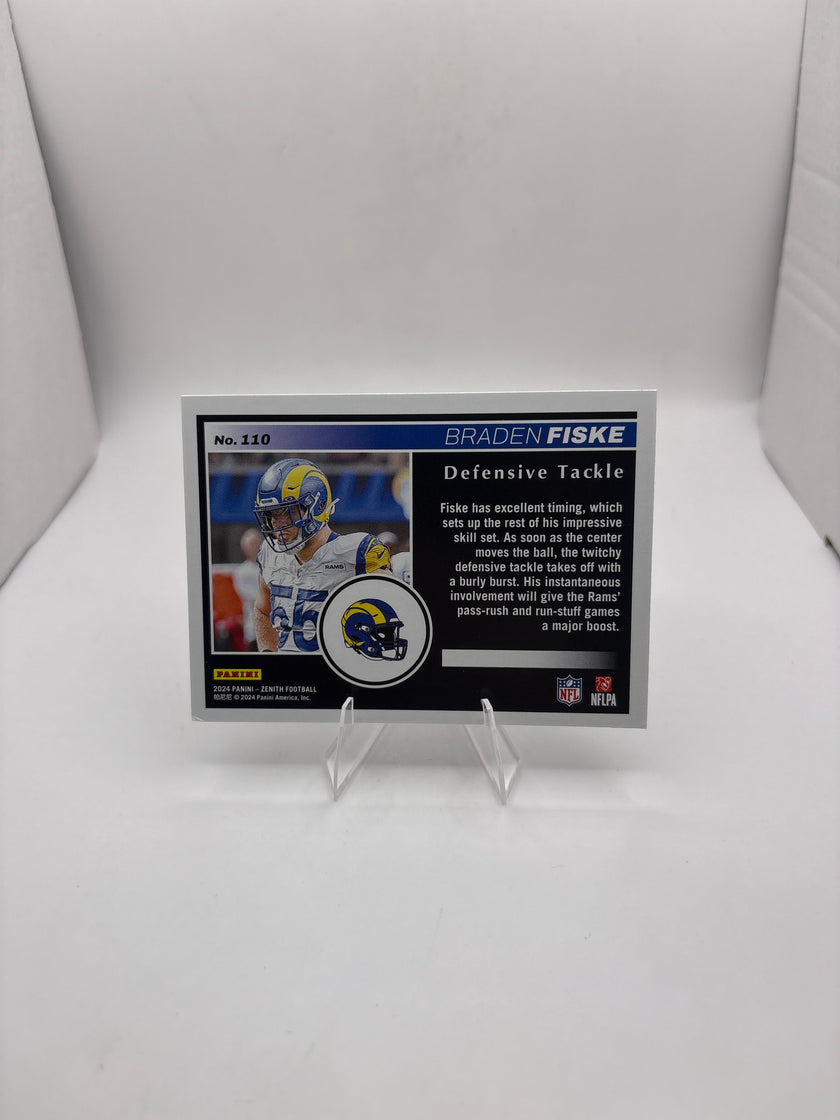 No. 110
BRADEN FISKE
Defensive Tackle
Fiske has excellent timing, which
sets up the rest of his impressive
skill set. As soon as the center
moves the ball, the twitchy
defensive tackle takes off with
a burly burst. His instantaneous
involvement will give the Rams'
pass-rush and run-stuff games
a major boost.
RAMS
55
PANINI
2024 PANINI – ZENITH FOOTBALL
帕尼尼 © 2024 Panini America, Inc.
NFL
NFLPA